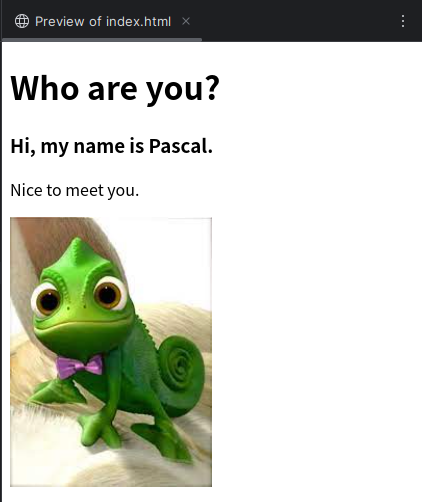 Preview of index.html
Who are you?
Hi, my name is Pascal.
Nice to meet you.